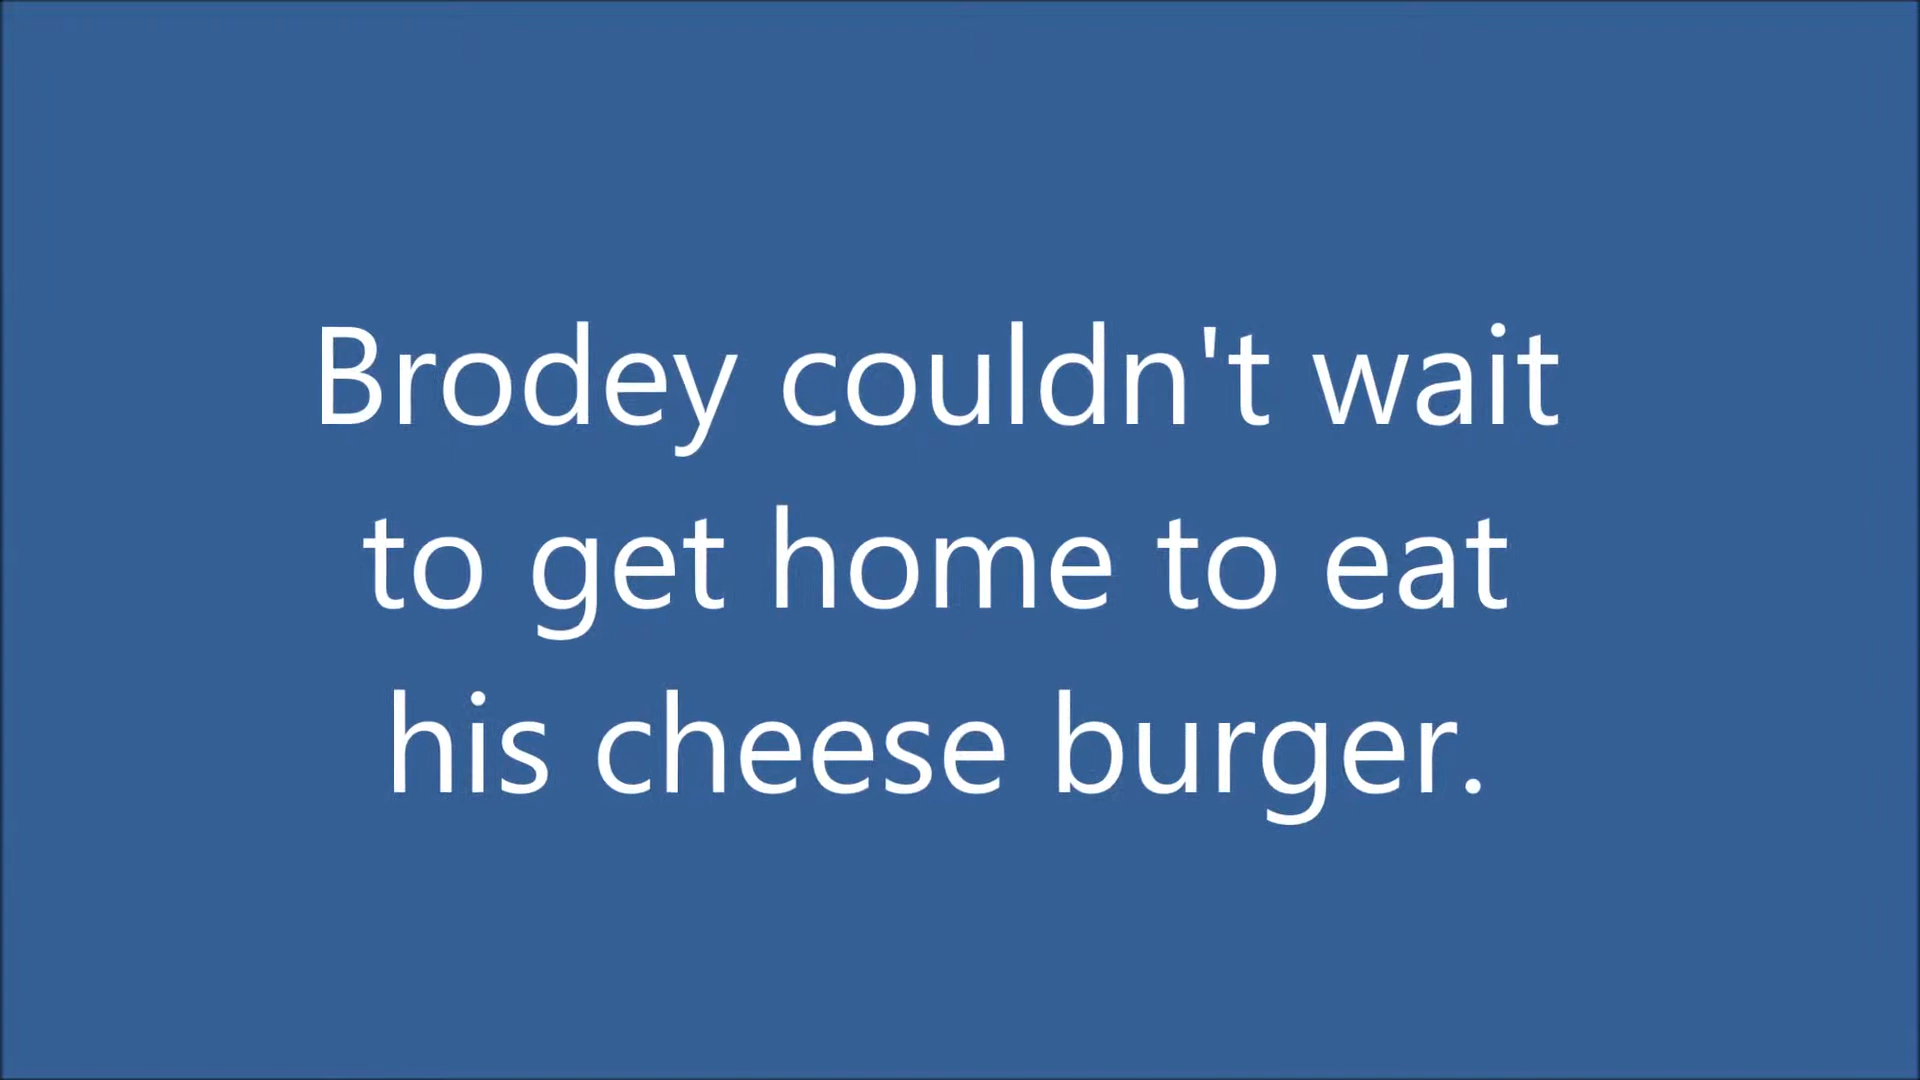 Brodey couldn't wait
to get home to eat
his cheese burger.